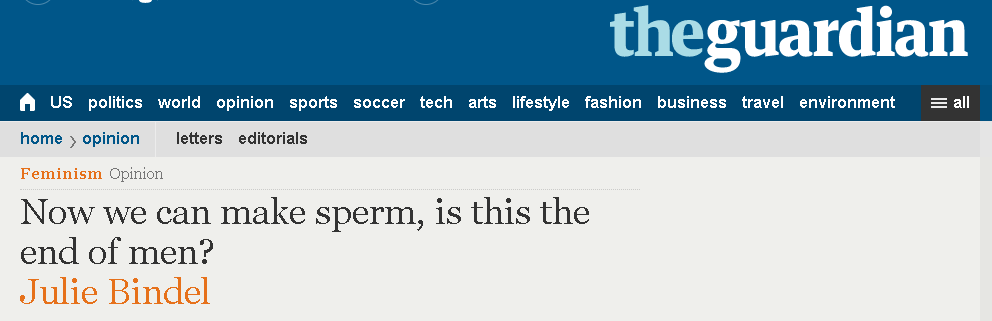 theguardian
US politics world opinion sports soccer tech arts lifestyle fashion business travel environment all
home opinion letters editorials
Feminism Opinion
Now we can make sperm, is this the
end of men?
Julie Bindel